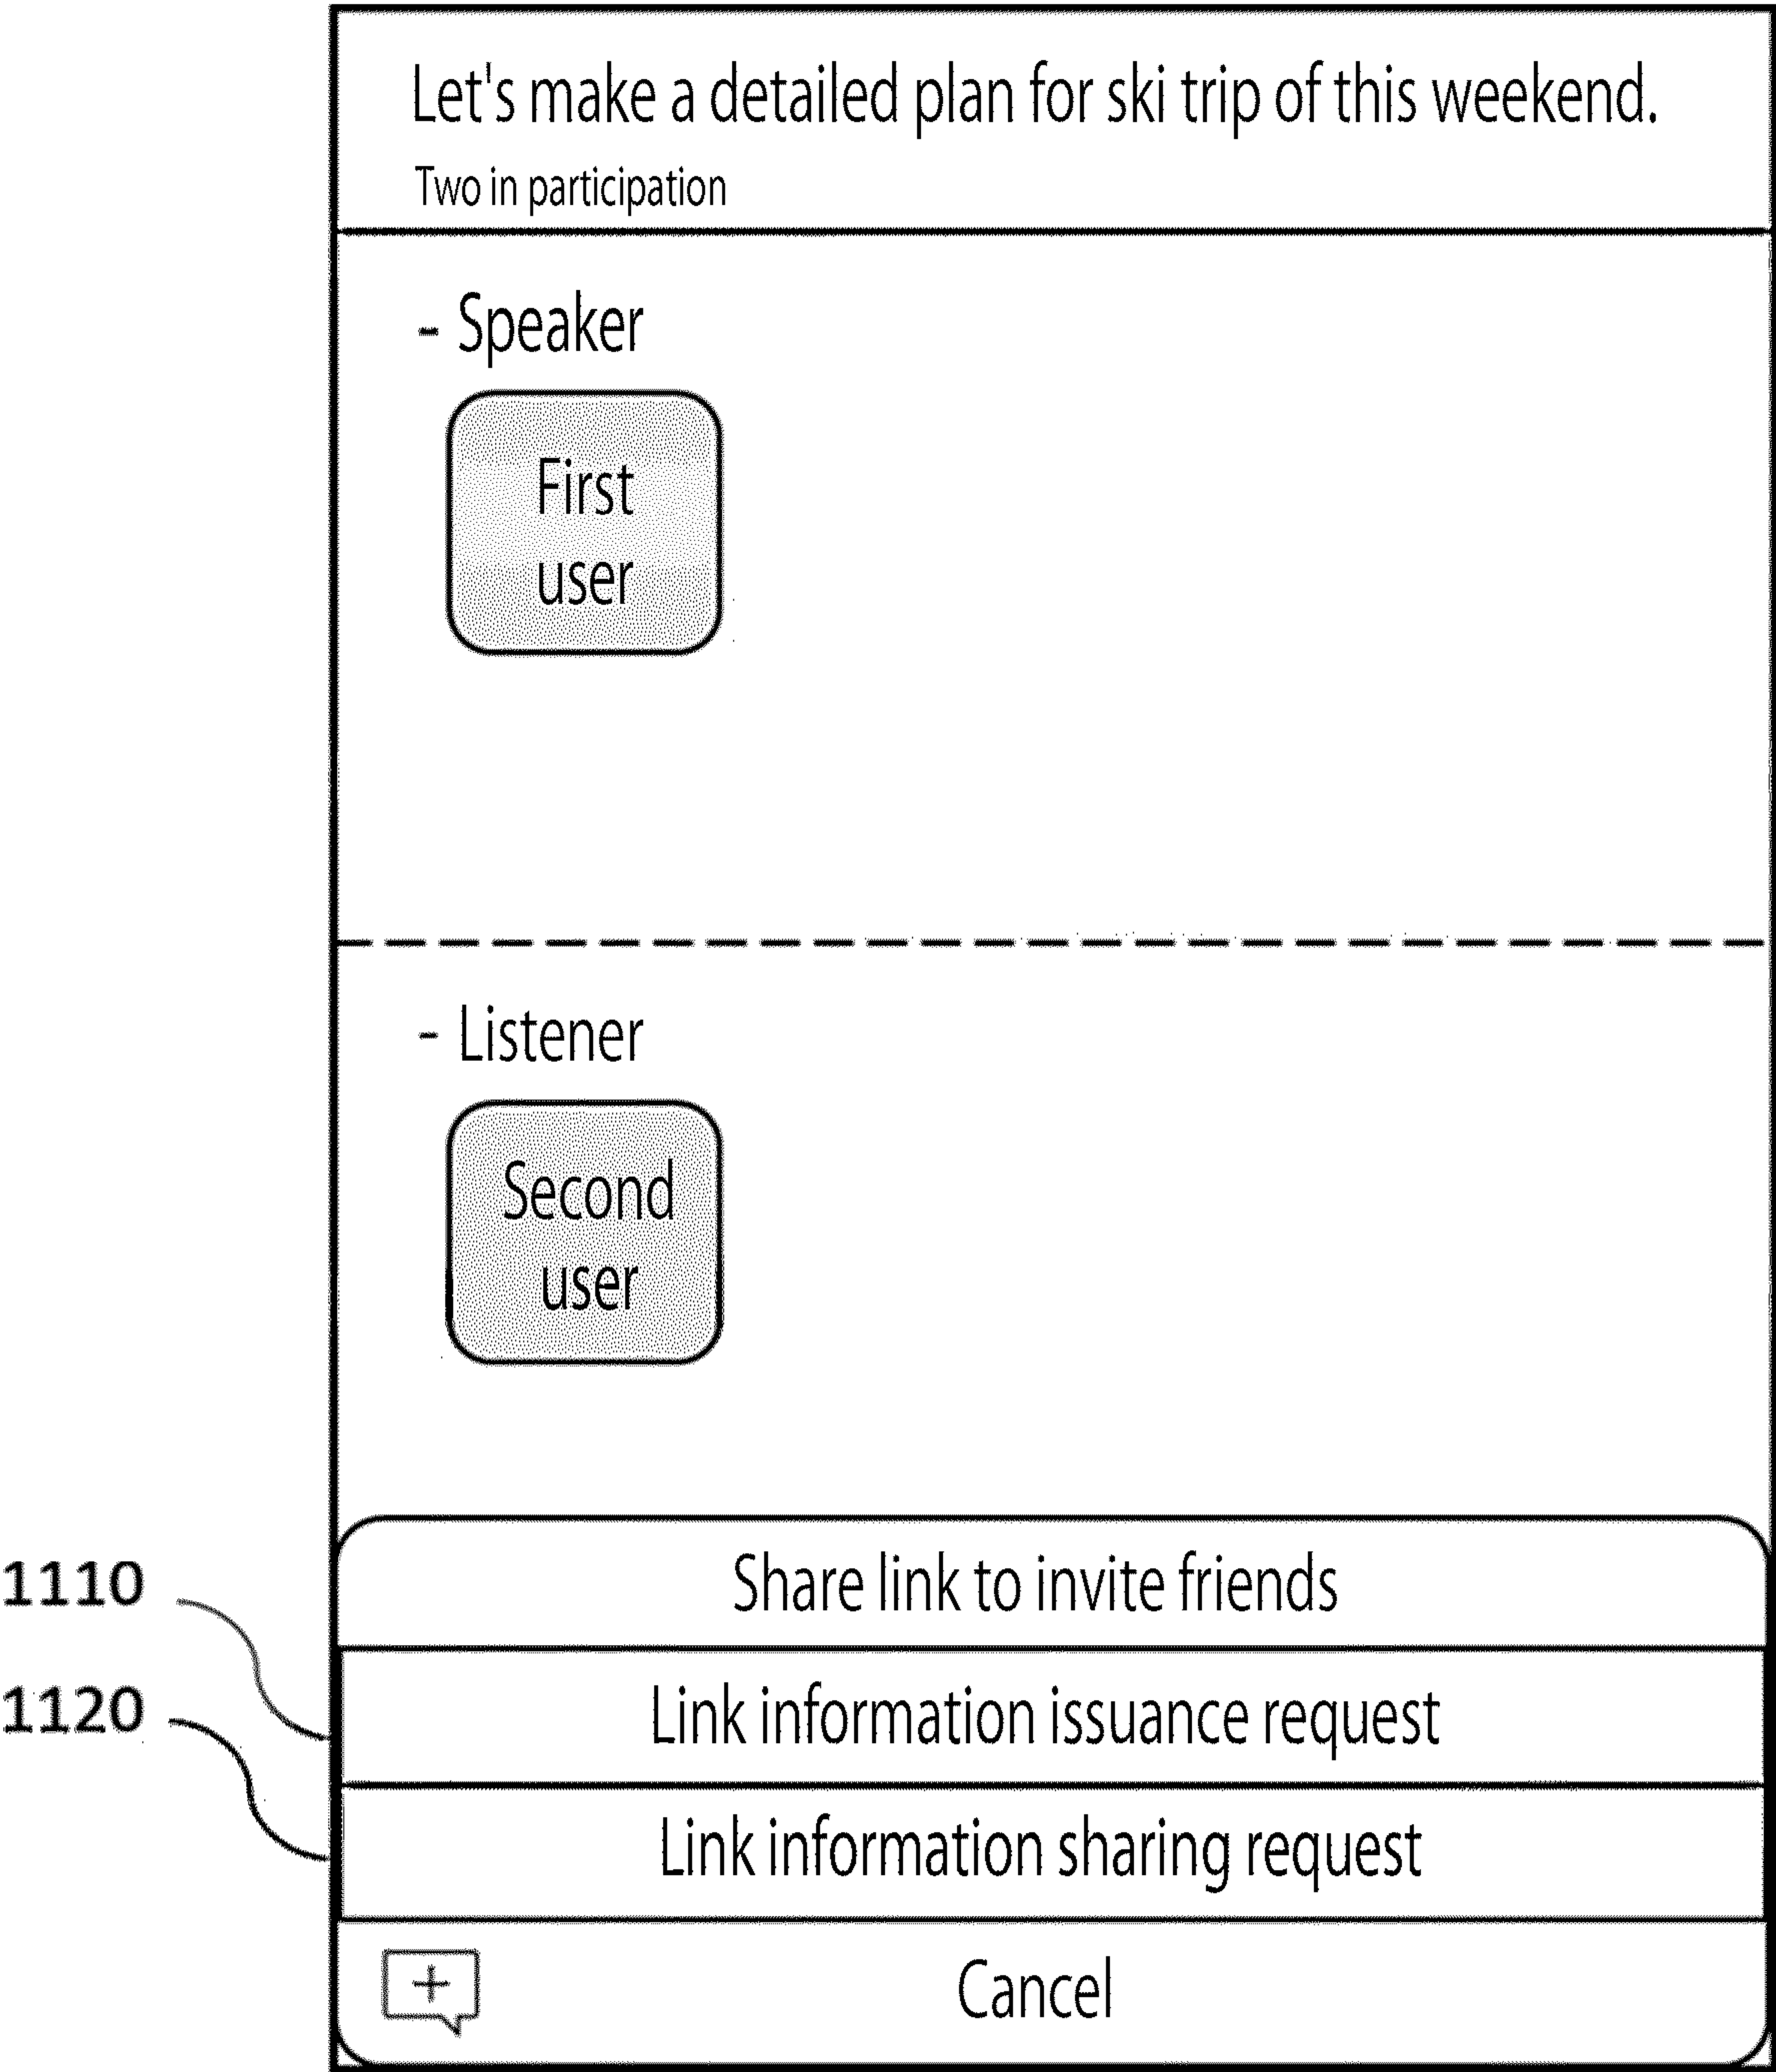 Let's make a detailed plan for ski trip of this weekend.
Two in participation
- Speaker
First
user
- Listener
Second
user
Share link to invite friends
1110
Link information issuance request
1120
Link information sharing request
Cancel